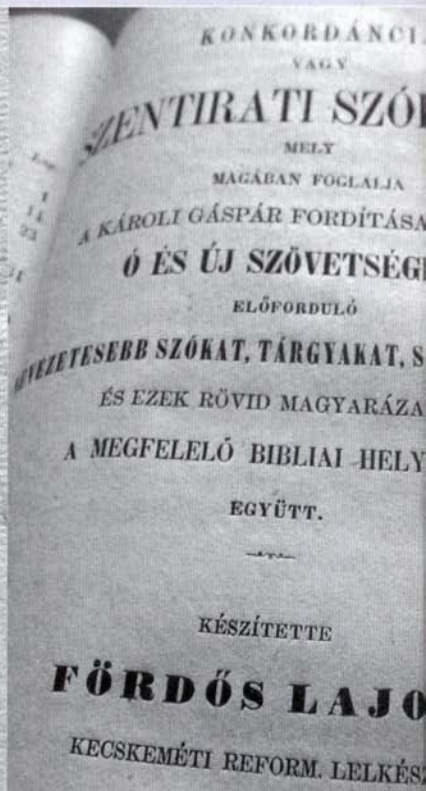 KONKORDÁNCI
VAGY
SZENTIRATI SZÓ
MELY
MAGÁBAN FOGLALJA
A KÁROLI GÁSPÁR FORDÍTÁSA
Ó ÉS ÚJ SZÖVETSÉG
ELŐFORDULÓ
NEVEZETESEBB SZÓKAT, TÁRGYAKAT, S
ÉS EZEK RÖVID MAGYARÁZA
A MEGFELELŐ BIBLIAI HELY
EGYÜTT.
KÉSZÍTETTE
FÖRDŐS LAJO
KECSKEMÉTI REFORM. LELKÉSZ